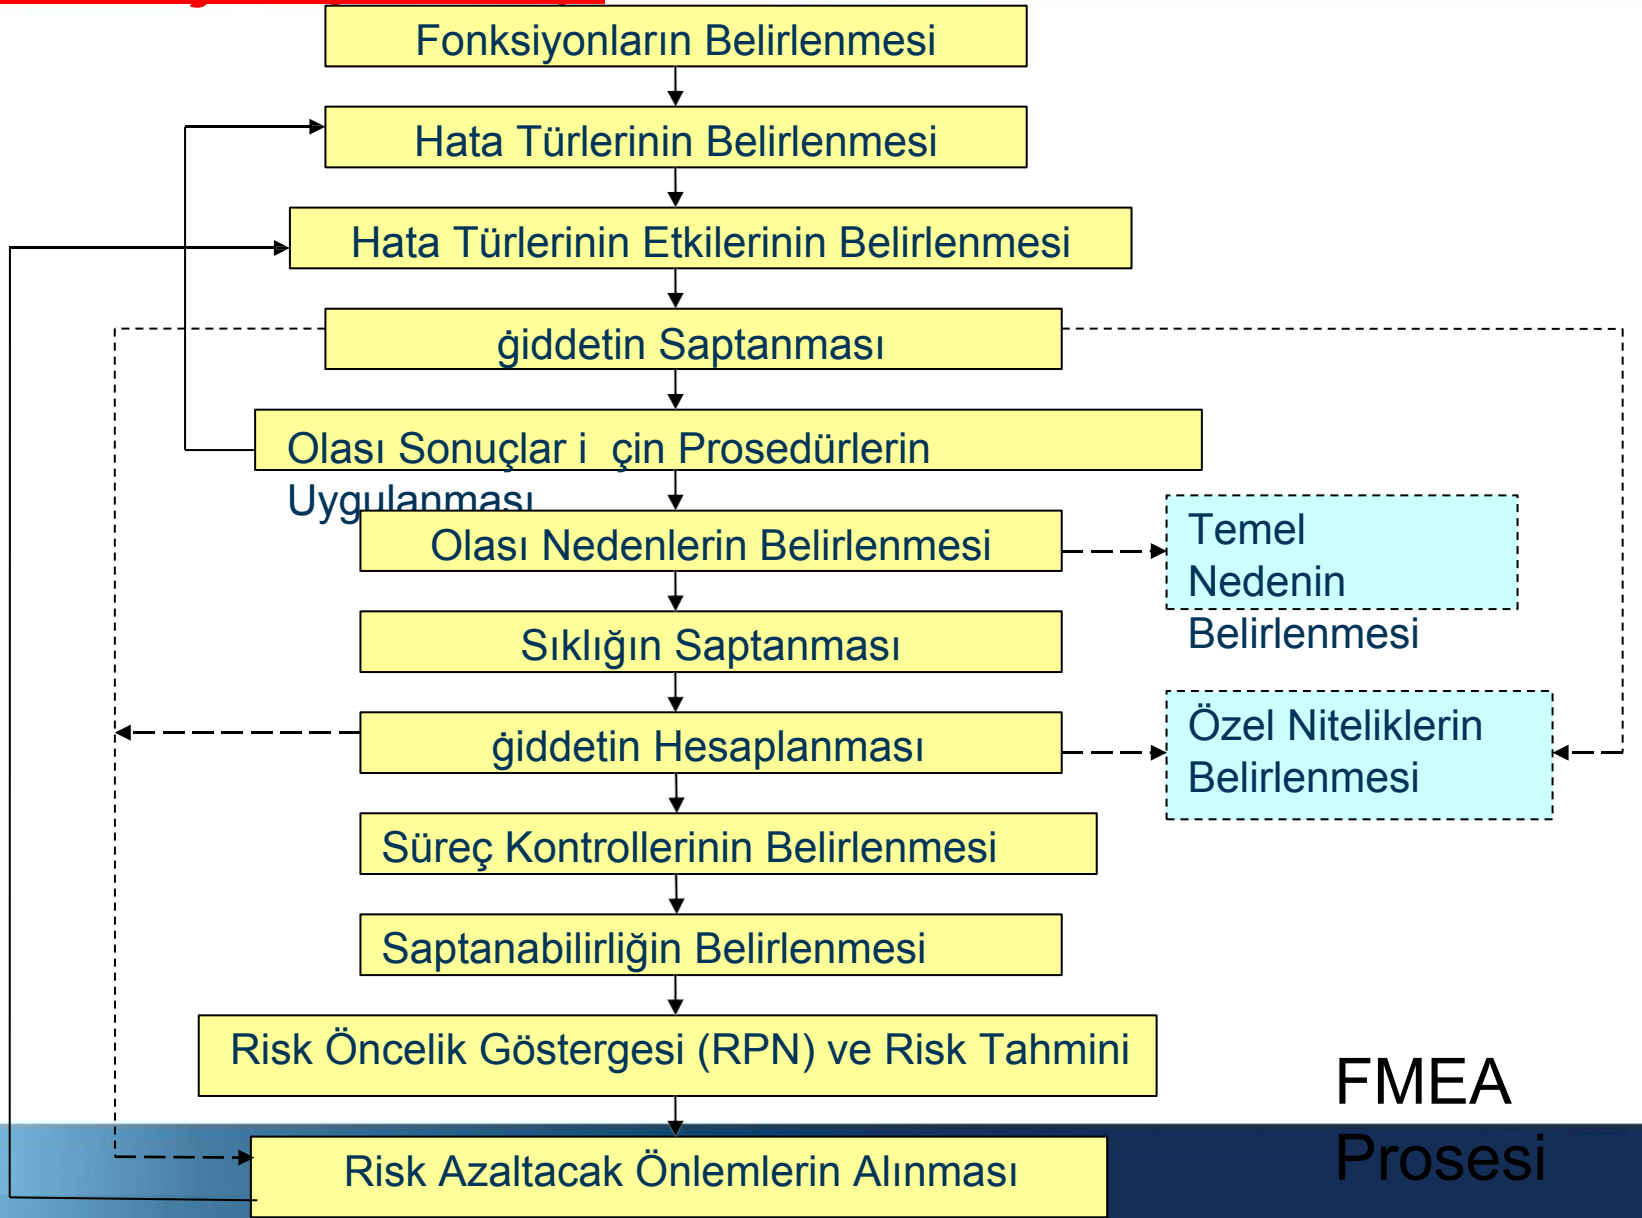 Fonksiyonların Belirlenmesi
Hata Türlerinin Belirlenmesi
Hata Türlerinin Etkilerinin Belirlenmesi
ġiddetin Saptanması
Olası Sonuçlar i çin Prosedürlerin
Uygulanması
Olası Nedenlerin Belirlenmesi
Temel
Nedenin
Belirlenmesi
Sıklığın Saptanması
ġiddetin Hesaplanması
Özel Niteliklerin
Belirlenmesi
Süreç Kontrollerinin Belirlenmesi
Saptanabilirliğin Belirlenmesi
Risk Öncelik Göstergesi (RPN) ve Risk Tahmini
Risk Azaltacak Önlemlerin Alınması
FMEA
Prosesi